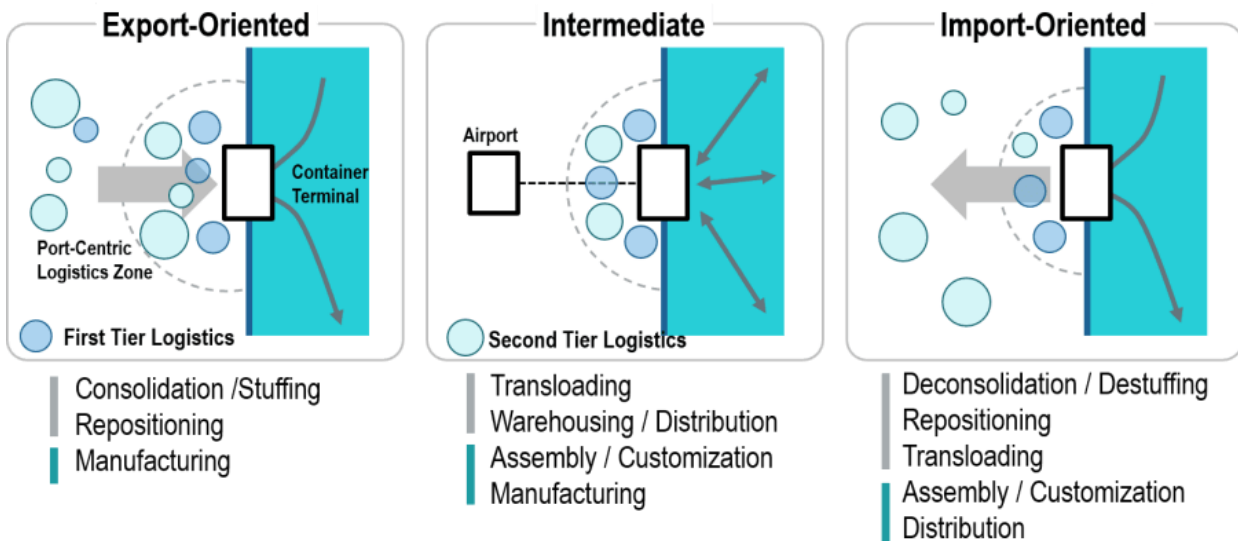 Export-Oriented
Container
Terminal
Port-Centric
Logistics Zone
First Tier Logistics
Consolidation /Stuffing
Repositioning
Manufacturing
Intermediate
Airport
Second Tier Logistics
Transloading
Warehousing / Distribution
Assembly / Customization
Manufacturing
Import-Oriented
Deconsolidation / Destuffing
Repositioning
Transloading
Assembly / Customization
Distribution